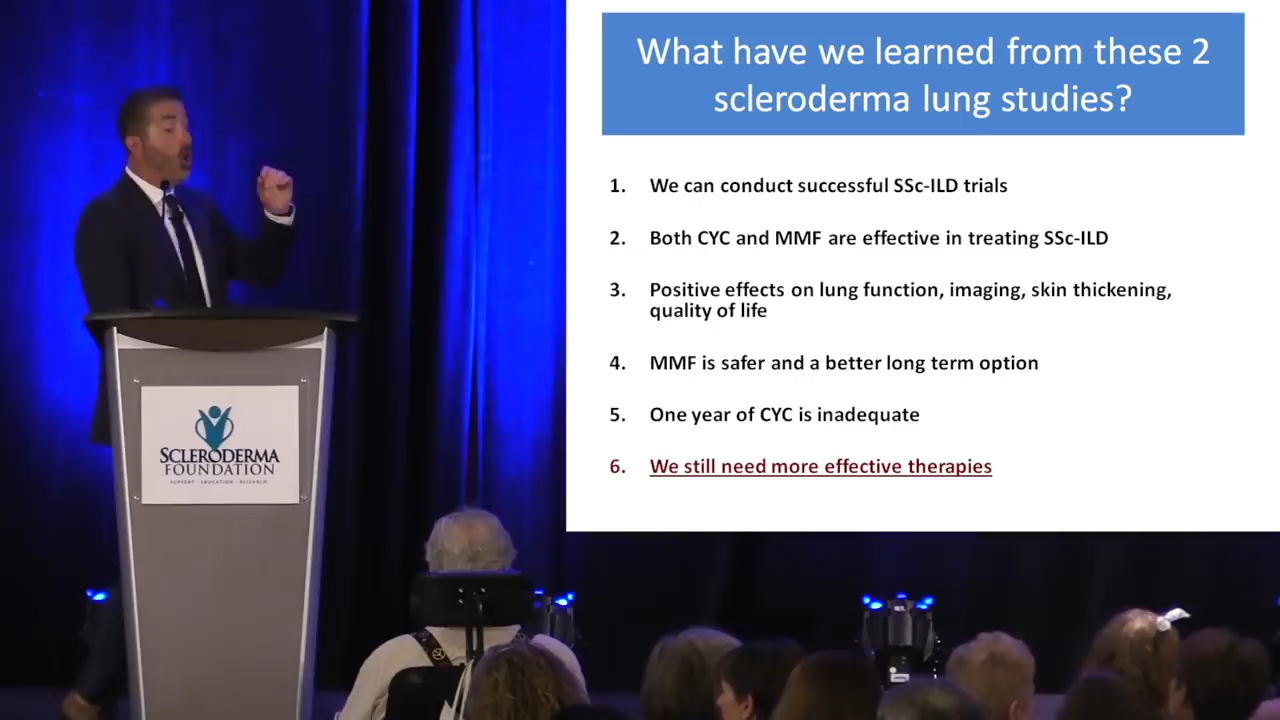 What have we learned from these 2
scleroderma lung studies?
1. We can conduct successful SSc-ILD trials
2. Both CYC and MMF are effective in treating SSc-ILD
3. Positive effects on lung function, imaging, skin thickening,
quality of life
4. MMF is safer and a better long term option
5. One year of CYC is inadequate
6. We still need more effective therapies
SCLERODERMA
FOUNDATION
SUPPORT · EDUCATION · RESEARCH